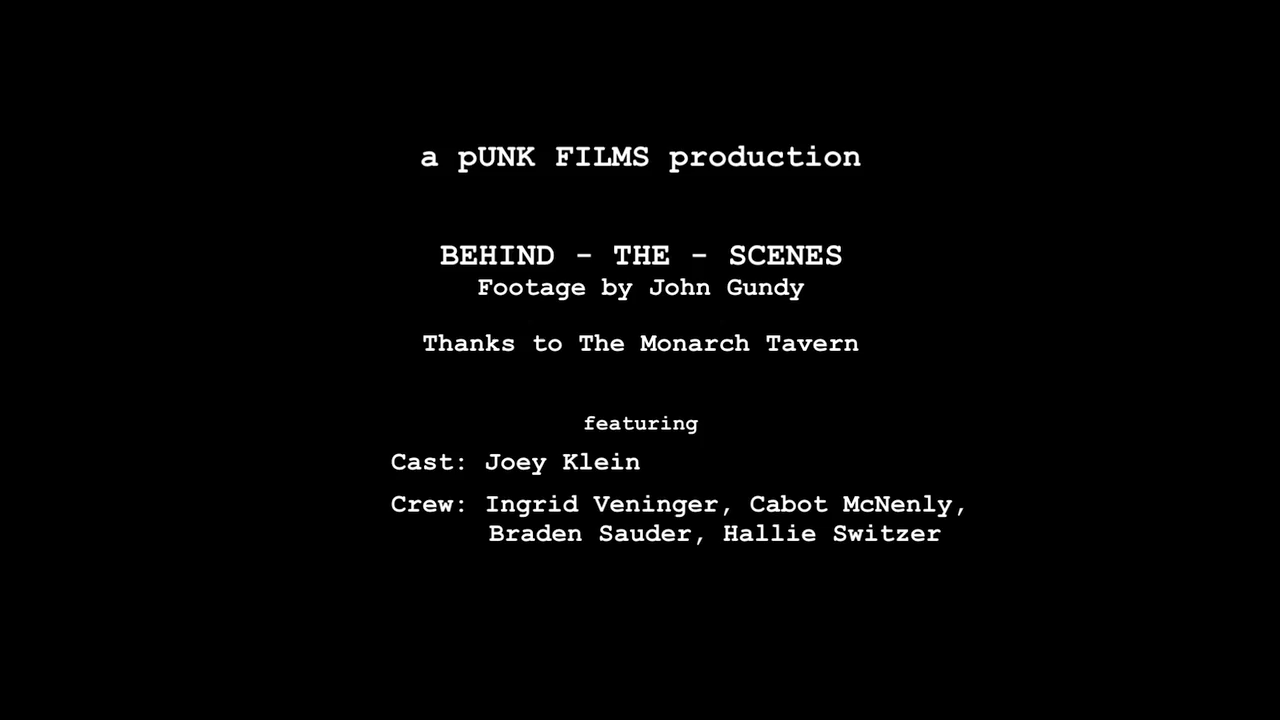 a pUNK FILMS production
BEHIND - THE - SCENES
Footage by John Gundy
Thanks to The Monarch Tavern
featuring
Cast: Joey Klein
Crew: Ingrid Veninger, Cabot McNenly,
Braden Sauder, Hallie Switzer